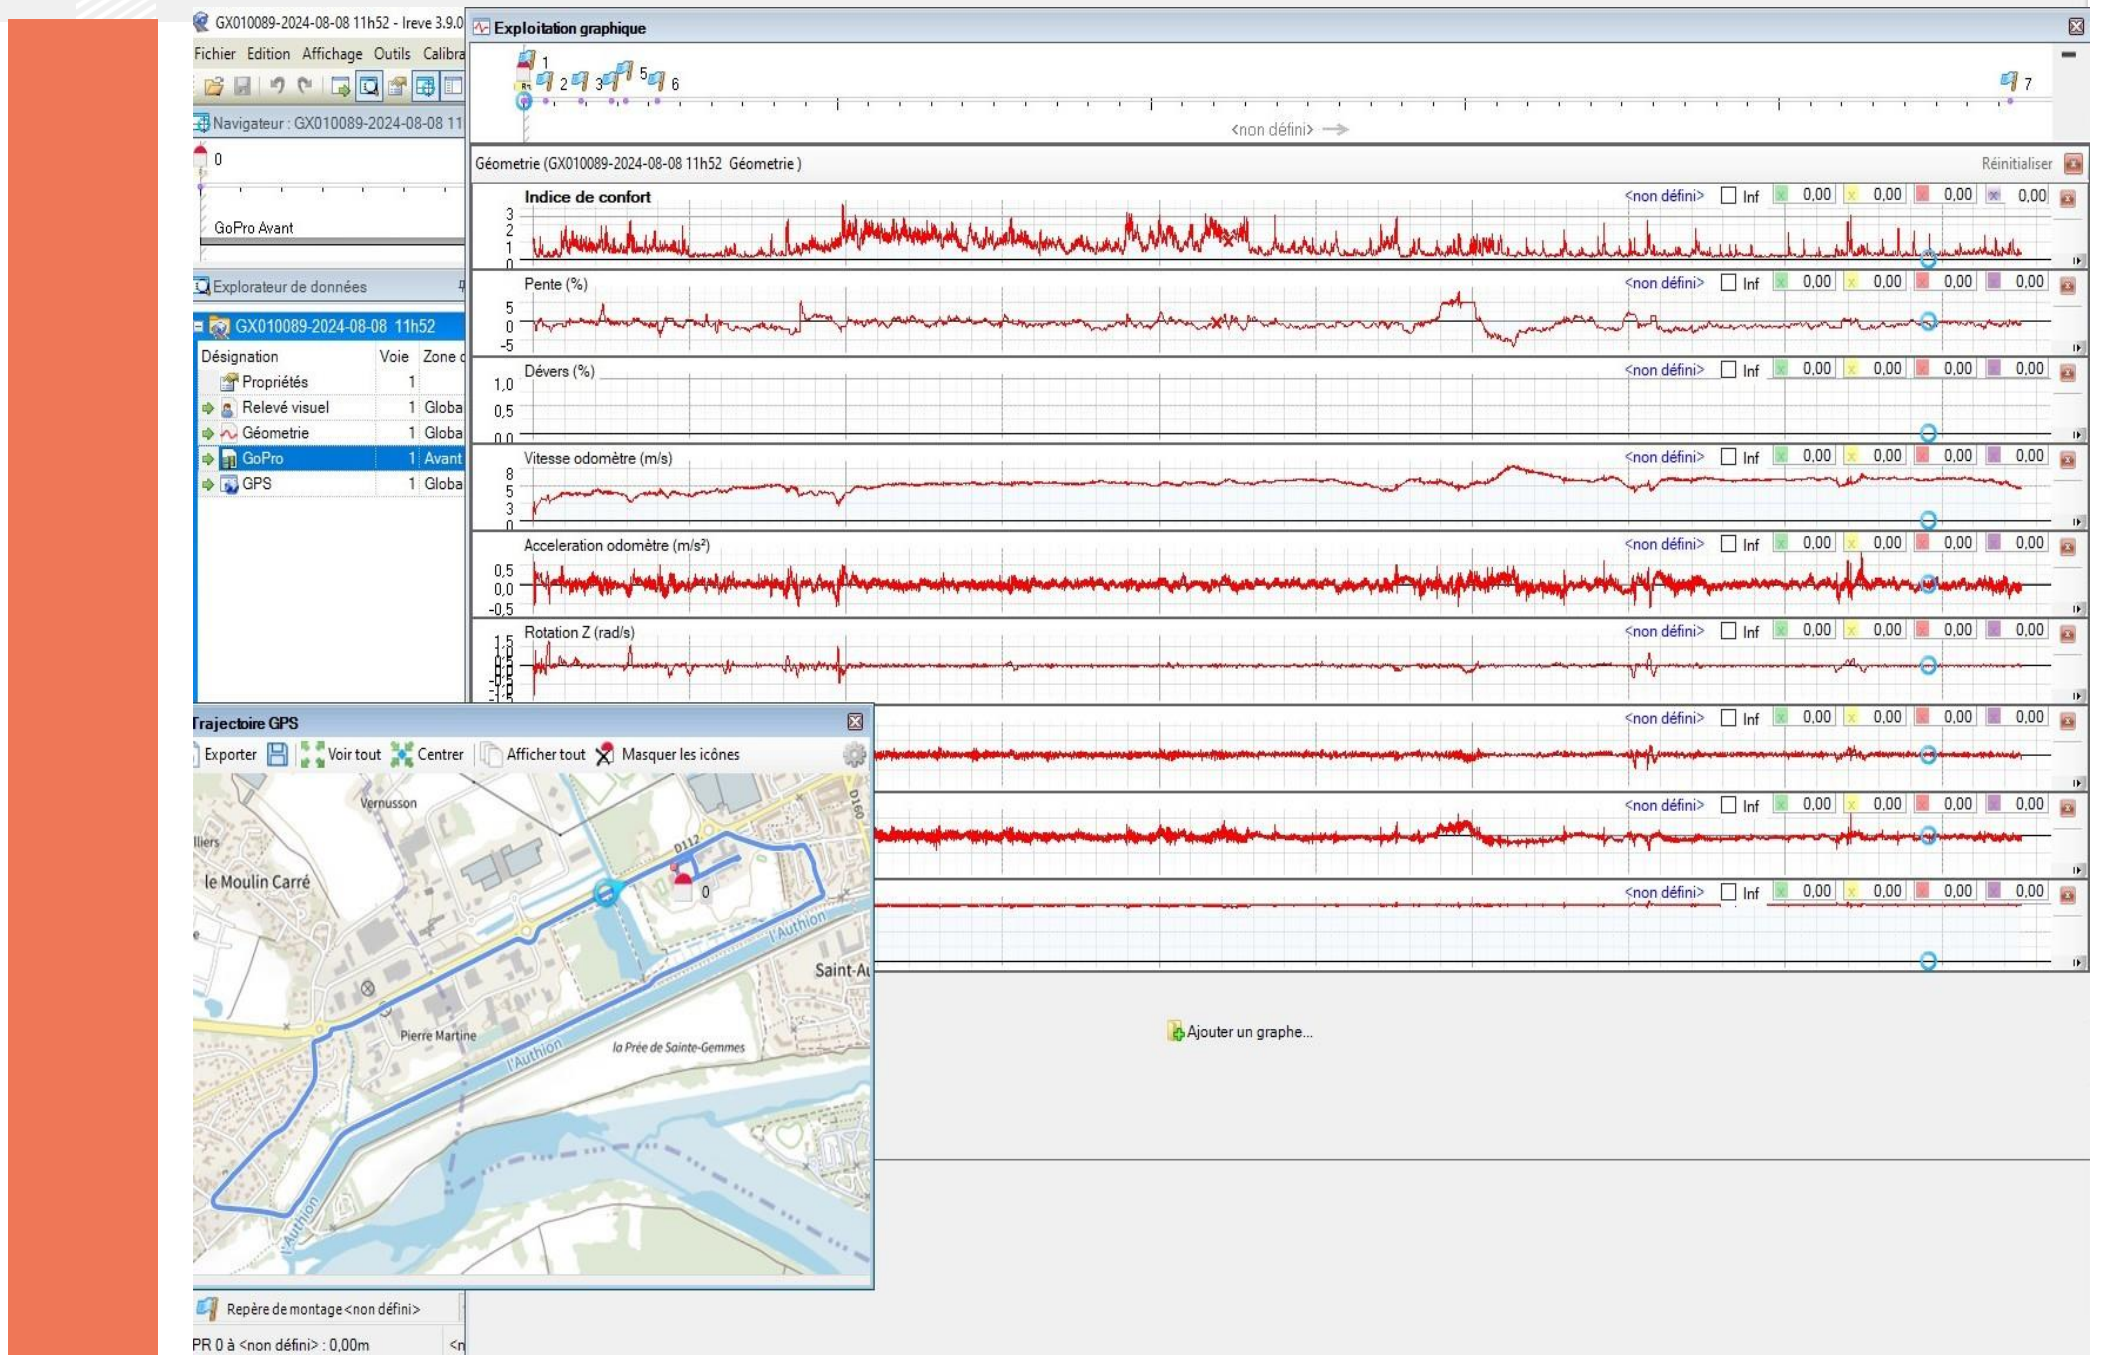 GX010089-2024-08-08 11h52 - Ireve 3.9.0
Fichier Edition Affichage Outils Calibra
Navigateur : GX010089-2024-08-08 11
0
GoPro Avant
Explorateur de données
GX010089-2024-08-08 11h52
Désignation Voie Zone d
Propriétés 1
Relevé visuel 1 Globa
Géometrie 1 Globa
GoPro 1 Avant
GPS 1 Globa
Exploitation graphique
1
2 3 5 6 7
<non défini>
Géometrie (GX010089-2024-08-08 11h52 Géometrie )
Réinitialiser
Indice de confort
<non défini> Inf x 0,00 x 0,00 x 0,00 x 0,00
3
2
1
0
Pente (%)
<non défini> Inf x 0,00 x 0,00 x 0,00 x 0,00
5
0
-5
Dévers (%)
<non défini> Inf x 0,00 x 0,00 x 0,00 x 0,00
1,0
0,5
0,0
Vitesse odomètre (m/s)
<non défini> Inf x 0,00 x 0,00 x 0,00 x 0,00
8
5
3
0
Acceleration odomètre (m/s²)
<non défini> Inf x 0,00 x 0,00 x 0,00 x 0,00
0,5
0,0
-0,5
Rotation Z (rad/s)
<non défini> Inf x 0,00 x 0,00 x 0,00 x 0,00
1,5
<non défini> Inf x 0,00 x 0,00 x 0,00 x 0,00
<non défini> Inf x 0,00 x 0,00 x 0,00 x 0,00
<non défini> Inf x 0,00 x 0,00 x 0,00 x 0,00
Ajouter un graphe...
Trajectoire GPS
Exporter Voir tout Centrer Afficher tout Masquer les icônes
Vernusson
D160
D112
lliers
le Moulin Carré
0
l'Authion
Saint-Au
Pierre Martine
la Prée de Sainte-Gemmes
l'Authion
l'Authion
Repère de montage <non défini>
PR 0 à <non défini> : 0,00m
<n